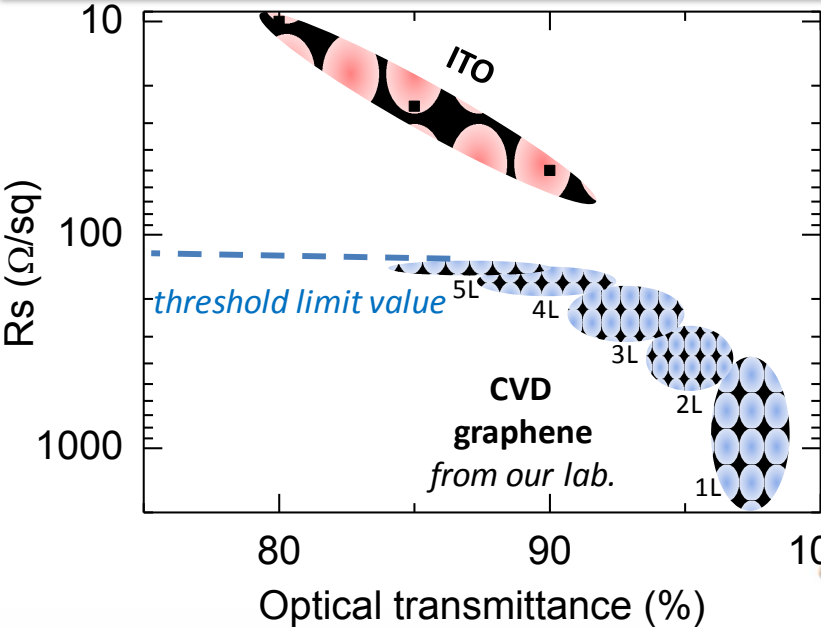 10
ITO
100
Rs (Ω/sq)
threshold limit value
5L
4L
3L
2L
1L
CVD
graphene
from our lab.
1000
80
90
10
Optical transmittance (%)